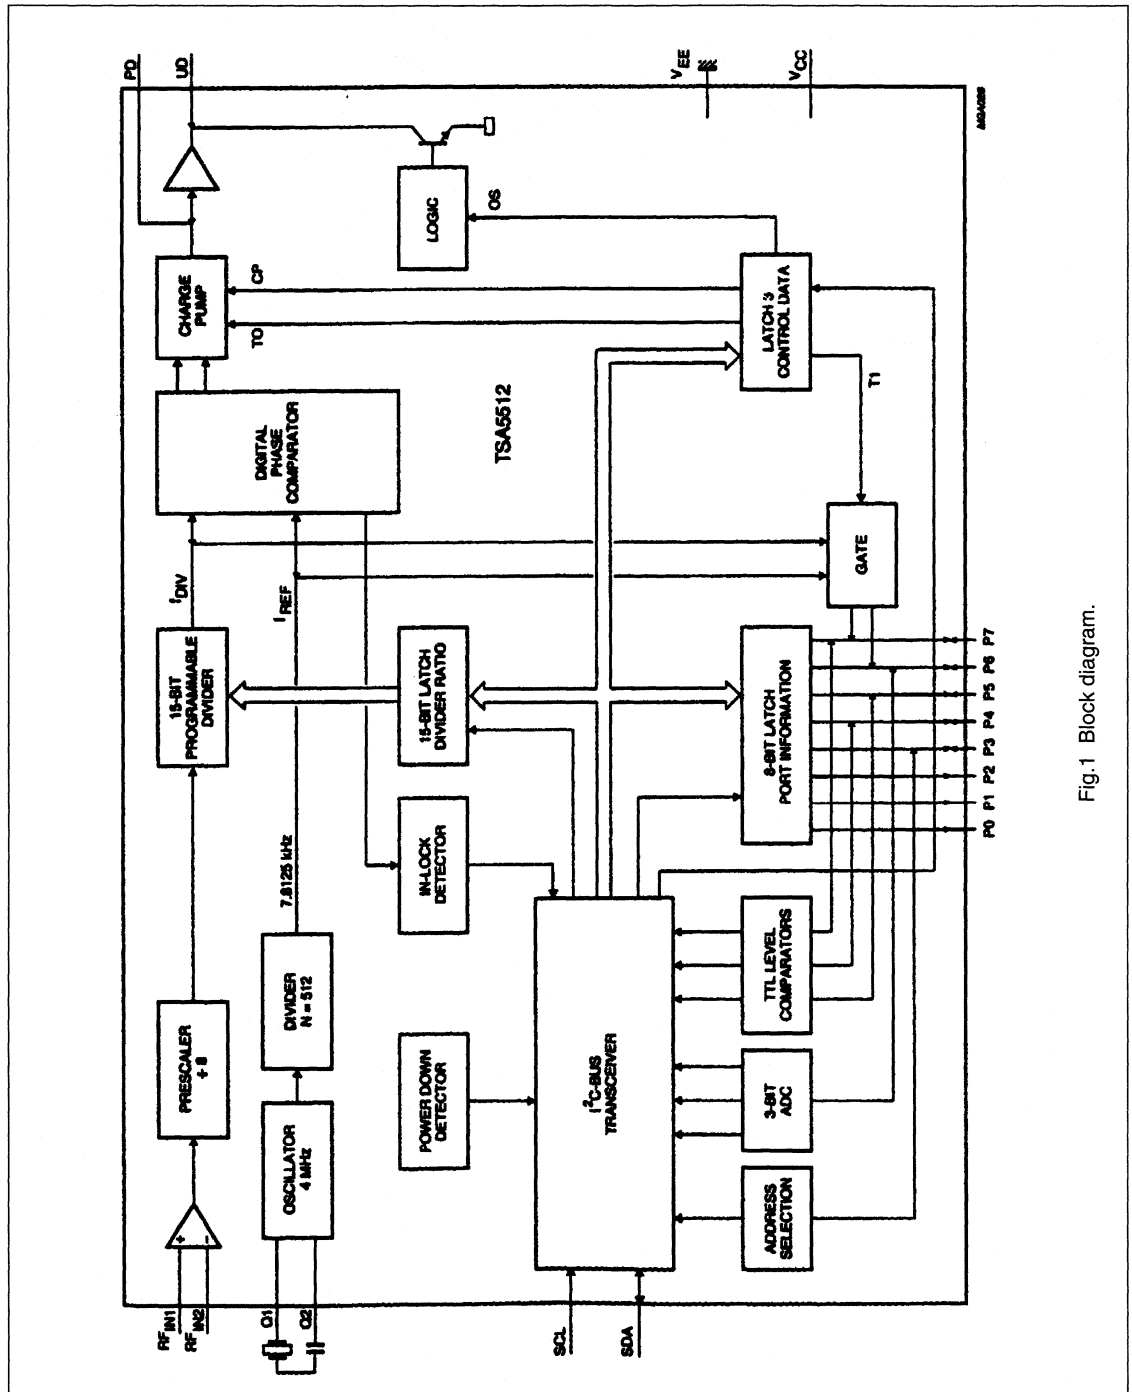 RF IN1
RF IN2
Q1
Q2
SCL
SDA
PRESCALER
÷ 8
OSCILLATOR
4 MHz
DIVIDER
N = 512
7.8125 kHz
15-BIT
PROGRAMMABLE
DIVIDER
fDIV
fREF
DIGITAL
PHASE
COMPARATOR
CHARGE
PUMP
PD
UD
TO
CP
LOGIC
OS
POWER DOWN
DETECTOR
IN-LOCK
DETECTOR
15-BIT LATCH
DIVIDER RATIO
TSA5512
I²C-BUS
TRANSCEIVER
ADDRESS
SELECTION
3-BIT
ADC
TTL LEVEL
COMPARATORS
8-BIT LATCH
PORT INFORMATION
GATE
T1
LATCH 3
CONTROL DATA
VEE
VCC
P0 P1 P2 P3 P4 P5 P6 P7
Fig.1 Block diagram.